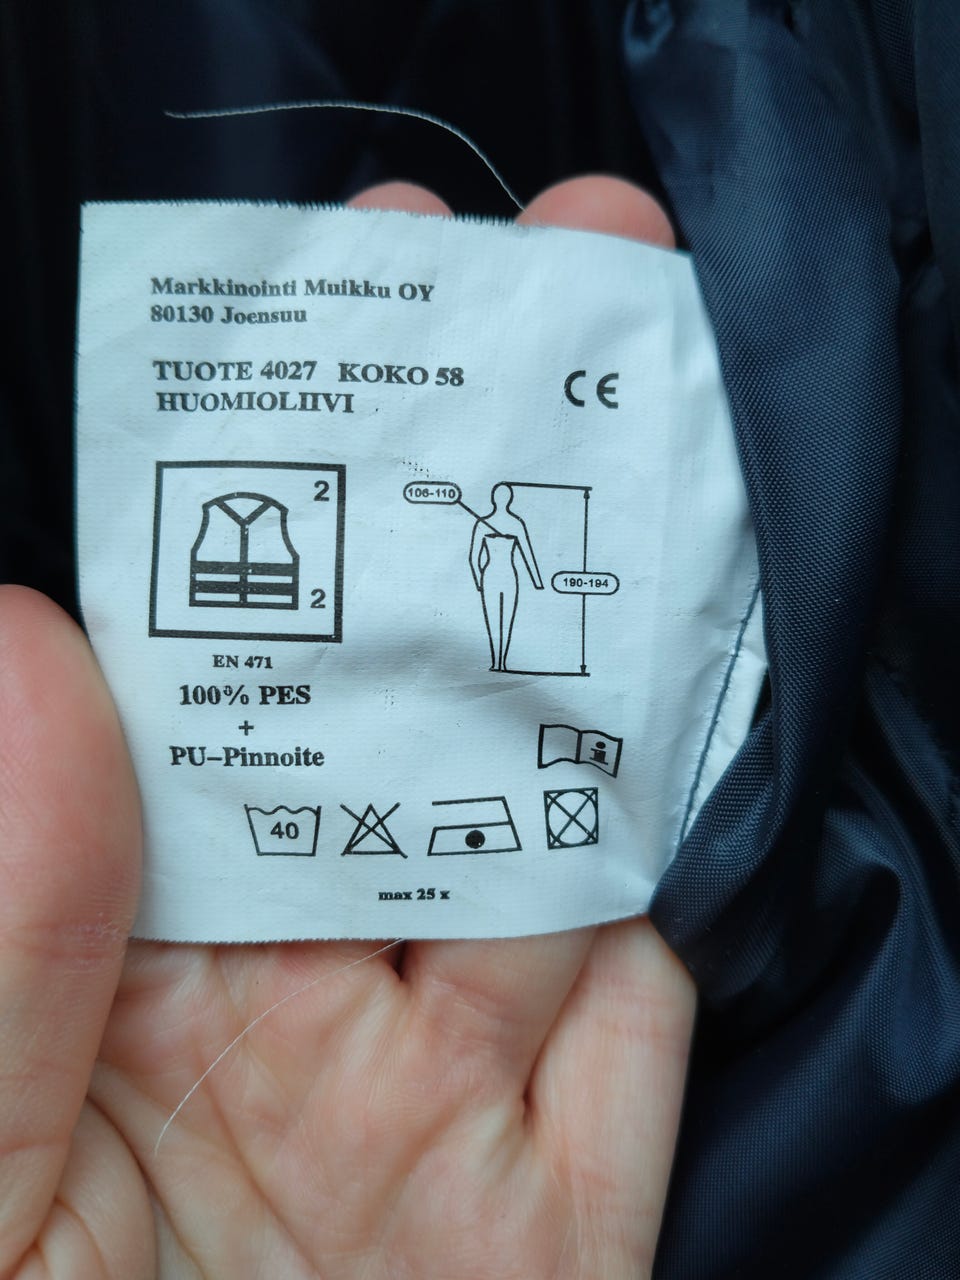 Markkinointi Muikku OY
80130 Joensuu
TUOTE 4027 KOKO 58
HUOMIOLIIVI
CE
2
2
106-110
190-194
EN 471
100% PES
+
PU-Pinnoite
i
40
max 25 x